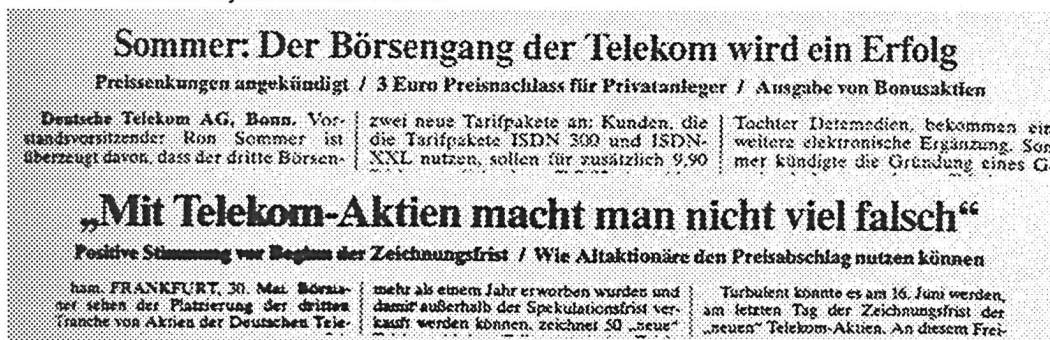 Sommer: Der Börsengang der Telekom wird ein Erfolg
Preissenkungen angekündigt / 3 Euro Preisnachlass für Privatanleger / Ausgabe von Bonusaktien
Deutsche Telekom AG, Bonn. Vor-
standsvorsitzender Ron Sommer ist
überzeugt davon, dass der dritte Börsen-
zwei neue Tarifpakete an: Kunden, die
die Tarifpakete ISDN 300 und ISDN-
XXL nutzen, sollen für zusätzlich 9,90
Tochter Detemedien, bekommen ein
weitere elektronische Ergänzung. Som
mer kündigte die Gründung eines G
„Mit Telekom-Aktien macht man nicht viel falsch“
Positive Stimmung vor Beginn der Zeichnungsfrist / Wie Altaktionäre den Preisabschlag nutzen können
ham. FRANKFURT, 30. Mai. Börsia-
ner sehen der Platzierung der dritten
Tranche von Aktien der Deutschen Tele-
mehr als einem Jahr erworben wurden und
damit außerhalb der Spekulationsfrist ver-
kauft werden können, zeichnet 50 „neue“
Turbulent könnte es am 16. Juni werden,
am letzten Tag der Zeichnungsfrist der
„neuen“ Telekom-Aktien. An diesem Frei-